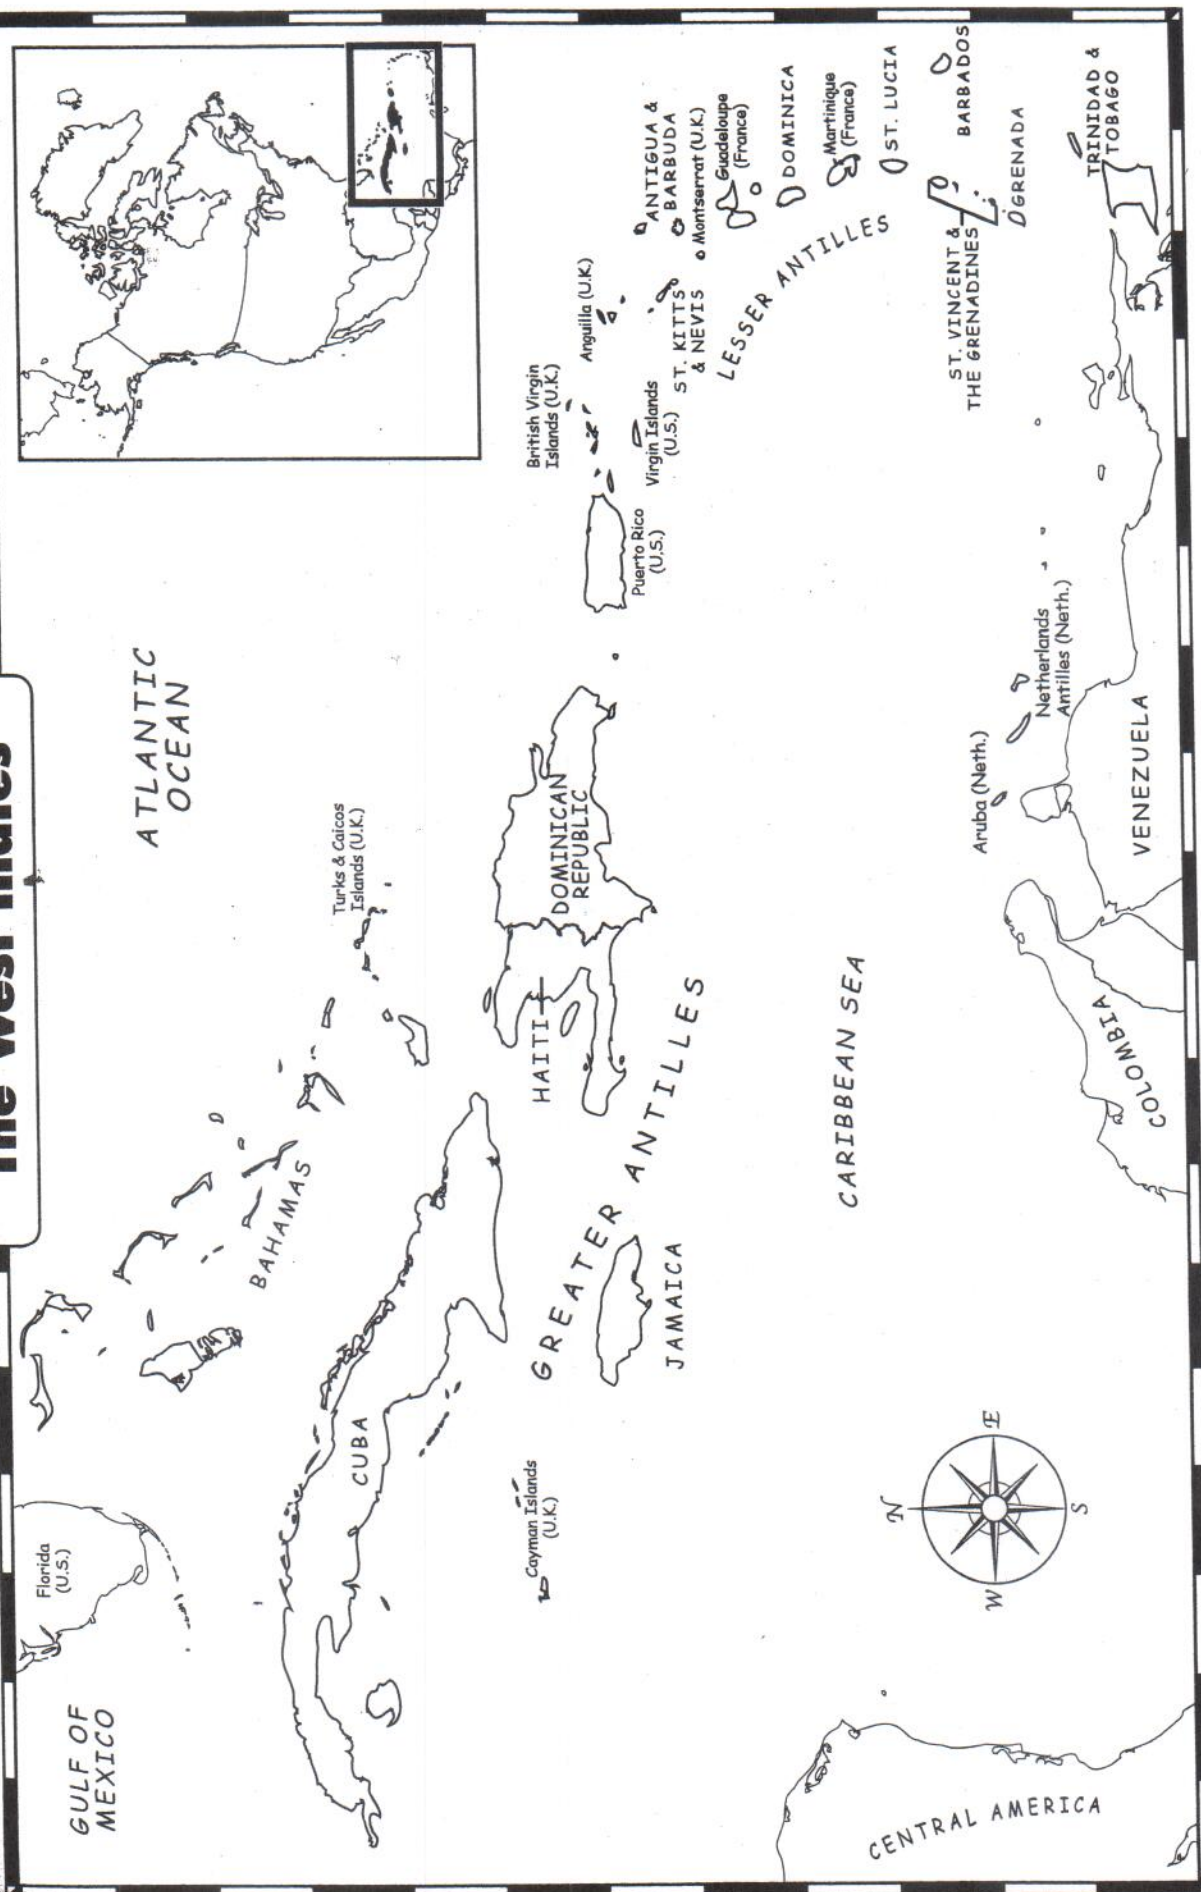 The West Indies
GULF OF
MEXICO
Florida
(U.S.)
ATLANTIC
OCEAN
BAHAMAS
Turks & Caicos
Islands (U.K.)
CUBA
Cayman Islands
(U.K.)
HAITI
DOMINICAN
REPUBLIC
Puerto Rico
(U.S.)
British Virgin
Islands (U.K.)
Virgin Islands
(U.S.)
Anguilla (U.K.)
ST. KITTS
& NEVIS
ANTIGUA &
BARBUDA
Montserrat (U.K.)
Guadeloupe
(France)
DOMINICA
Martinique
(France)
ST. LUCIA
BARBADOS
ST. VINCENT &
THE GRENADINES
GRENADA
TRINIDAD &
TOBAGO
GREATER ANTILLES
LESSER ANTILLES
JAMAICA
CARIBBEAN SEA
Aruba (Neth.)
Netherlands
Antilles (Neth.)
CENTRAL AMERICA
COLOMBIA
VENEZUELA
N
W
E
S